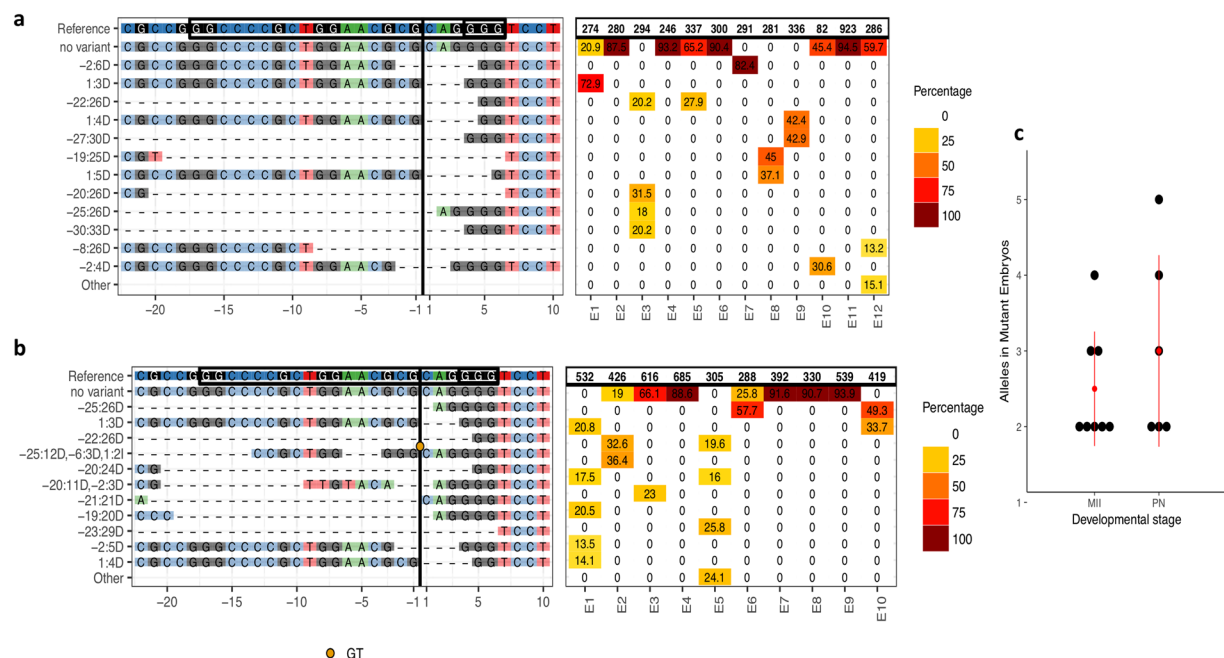 a
Reference C G C C G G G C C C C G C T G G A A C G C G C A G G G G T C C T 274 280 294 246 337 300 291 281 336 82 923 286
no variant C G C C G G G C C C C G C T G G A A C G C G C A G G G G T C C T 20.9 87.5 0 93.2 65.2 90.4 0 0 0 45.4 94.5 59.7
-2:6D C G C C G G G C C C C G C T G G A A C G - - - - - - G G T C C T 0 0 0 0 0 0 82.4 0 0 0 0 0
1:3D C G C C G G G C C C C G C T G G A A C G C G - - - G G G T C C T 72.9 0 0 0 0 0 0 0 0 0 0 0
-22:26D - - - - - - - - - - - - - - - - - - - - - - - - - - G G T C C T 0 0 20.2 0 27.9 0 0 0 0 0 0 0
1:4D C G C C G G G C C C C G C T G G A A C G C G - - - - G G T C C T 0 0 0 0 0 0 0 0 42.4 0 0 0
-27:30D - - - - - - - - - - - - - - - - - - - - - - - - - G G G T C C T 0 0 0 0 0 0 0 0 42.9 0 0 0
-19:25D C G T - - - - - - - - - - - - - - - - - - - - - - - - - T C C T 0 0 0 0 0 0 0 45 0 0 0 0
1:5D C G C C G G G C C C C G C T G G A A C G C G - - - - - G T C C T 0 0 0 0 0 0 0 37.1 0 0 0 0
-20:26D C G - - - - - - - - - - - - - - - - - - - - - - - - - - T C C T 0 0 31.5 0 0 0 0 0 0 0 0 0
-25:26D - - - - - - - - - - - - - - - - - - - - - - - A G G G G T C C T 0 0 18 0 0 0 0 0 0 0 0 0
-30:33D - - - - - - - - - - - - - - - - - - - - - - - - - G G G T C C T 0 0 20.2 0 0 0 0 0 0 0 0 0
-8:26D C G C C G G G C C C C G C T - - - - - - - - - - - - - - - - - - 0 0 0 0 0 0 0 0 0 0 0 13.2
-2:4D C G C C G G G C C C C G C T G G A A C G - - - - G G G G T C C T 0 0 0 0 0 0 0 0 0 30.6 0 0
Other 0 0 0 0 0 0 0 0 0 0 0 15.1
-20 -15 -10 -5 -1 1 5 10 E1 E2 E3 E4 E5 E6 E7 E8 E9 E10 E11 E12
Percentage
0
25
50
75
100
b
Reference C G C C G G G C C C C G C T G G A A C G C G C A G G G G T C C T 532 426 616 685 305 288 392 330 539 419
no variant C G C C G G G C C C C G C T G G A A C G C G C A G G G G T C C T 0 19 66.1 88.6 0 25.8 91.6 90.7 93.9 0
-25:26D - - - - - - - - - - - - - - - - - - - - - - - A G G G G T C C T 0 0 0 0 0 57.7 0 0 0 49.3
1:3D C G C C G G G C C C C G C T G G A A C G C G - - - G G G T C C T 20.8 0 0 0 0 0 0 0 0 33.7
-22:26D - - - - - - - - - - - - - - - - - - - - - - - - - - G G T C C T 0 32.6 0 0 19.6 0 0 0 0 0
-25:12D,-6:3D,1:2I - - - - - - - - - C C G C T G G - - - G G G C A G G G G T C C T 0 36.4 0 0 0 0 0 0 0 0
-20:24D C G - - - - - - - - - - - - - - - - - - - - - - - - G G T C C T 17.5 0 0 0 16 0 0 0 0 0
-20:11D,-2:3D C G - - - - - - - - - - - T T G T A C A - - - A G G G G T C C T 0 0 23 0 0 0 0 0 0 0
-21:21D A - - - - - - - - - - - - - - - - - - - - - C A G G G G T C C T 20.5 0 0 0 0 0 0 0 0 0
-19:20D C C C - - - - - - - - - - - - - - - - - - - - A G G G G T C C T 0 0 0 0 25.8 0 0 0 0 0
-23:29D - - - - - - - - - - - - - - - - - - - - - - - - - - - - T C C T 13.5 0 0 0 0 0 0 0 0 0
-2:5D C G C C G G G C C C C G C T G G A A C G - - - - - G G G T C C T 14.1 0 0 0 0 0 0 0 0 0
1:4D C G C C G G G C C C C G C T G G A A C G C G - - - - G G T C C T
Other 0 0 0 0 24.1 0 0 0 0 0
-20 -15 -10 -5 -1 1 5 10 E1 E2 E3 E4 E5 E6 E7 E8 E9 E10
GT
Percentage
0
25
50
75
100
c
Alleles in Mutant Embryos
5
4
3
2
1
MII PN
Developmental stage